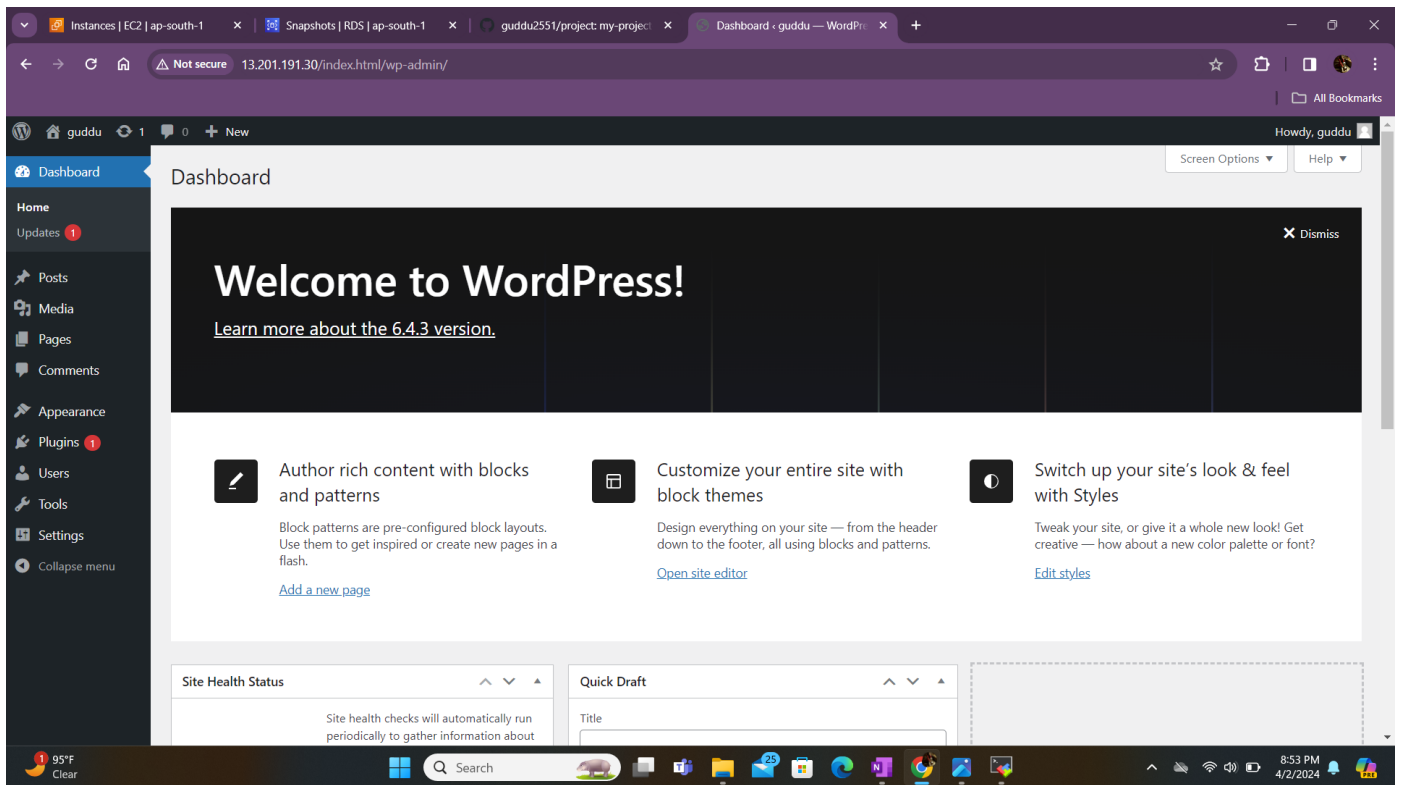 Instances | EC2 | ap-south-1
Snapshots | RDS | ap-south-1
guddu2551/project: my-project
Dashboard ‹ guddu — WordPre
Not secure 13.201.191.30/index.html/wp-admin/
All Bookmarks
guddu 1 0 New
Howdy, guddu
Screen Options Help
Dashboard
Home
Updates 1
Posts
Media
Pages
Comments
Appearance
Plugins 1
Users
Tools
Settings
Collapse menu
Dashboard
Dismiss
Welcome to WordPress!
Learn more about the 6.4.3 version.
Author rich content with blocks
and patterns
Block patterns are pre-configured block layouts.
Use them to get inspired or create new pages in a
flash.
Add a new page
Customize your entire site with
block themes
Design everything on your site — from the header
down to the footer, all using blocks and patterns.
Open site editor
Switch up your site’s look & feel
with Styles
Tweak your site, or give it a whole new look! Get
creative — how about a new color palette or font?
Edit styles
Site Health Status
Site health checks will automatically run
periodically to gather information about
Quick Draft
Title
1
95°F
Clear
Search
25
8:53 PM
4/2/2024
PRE